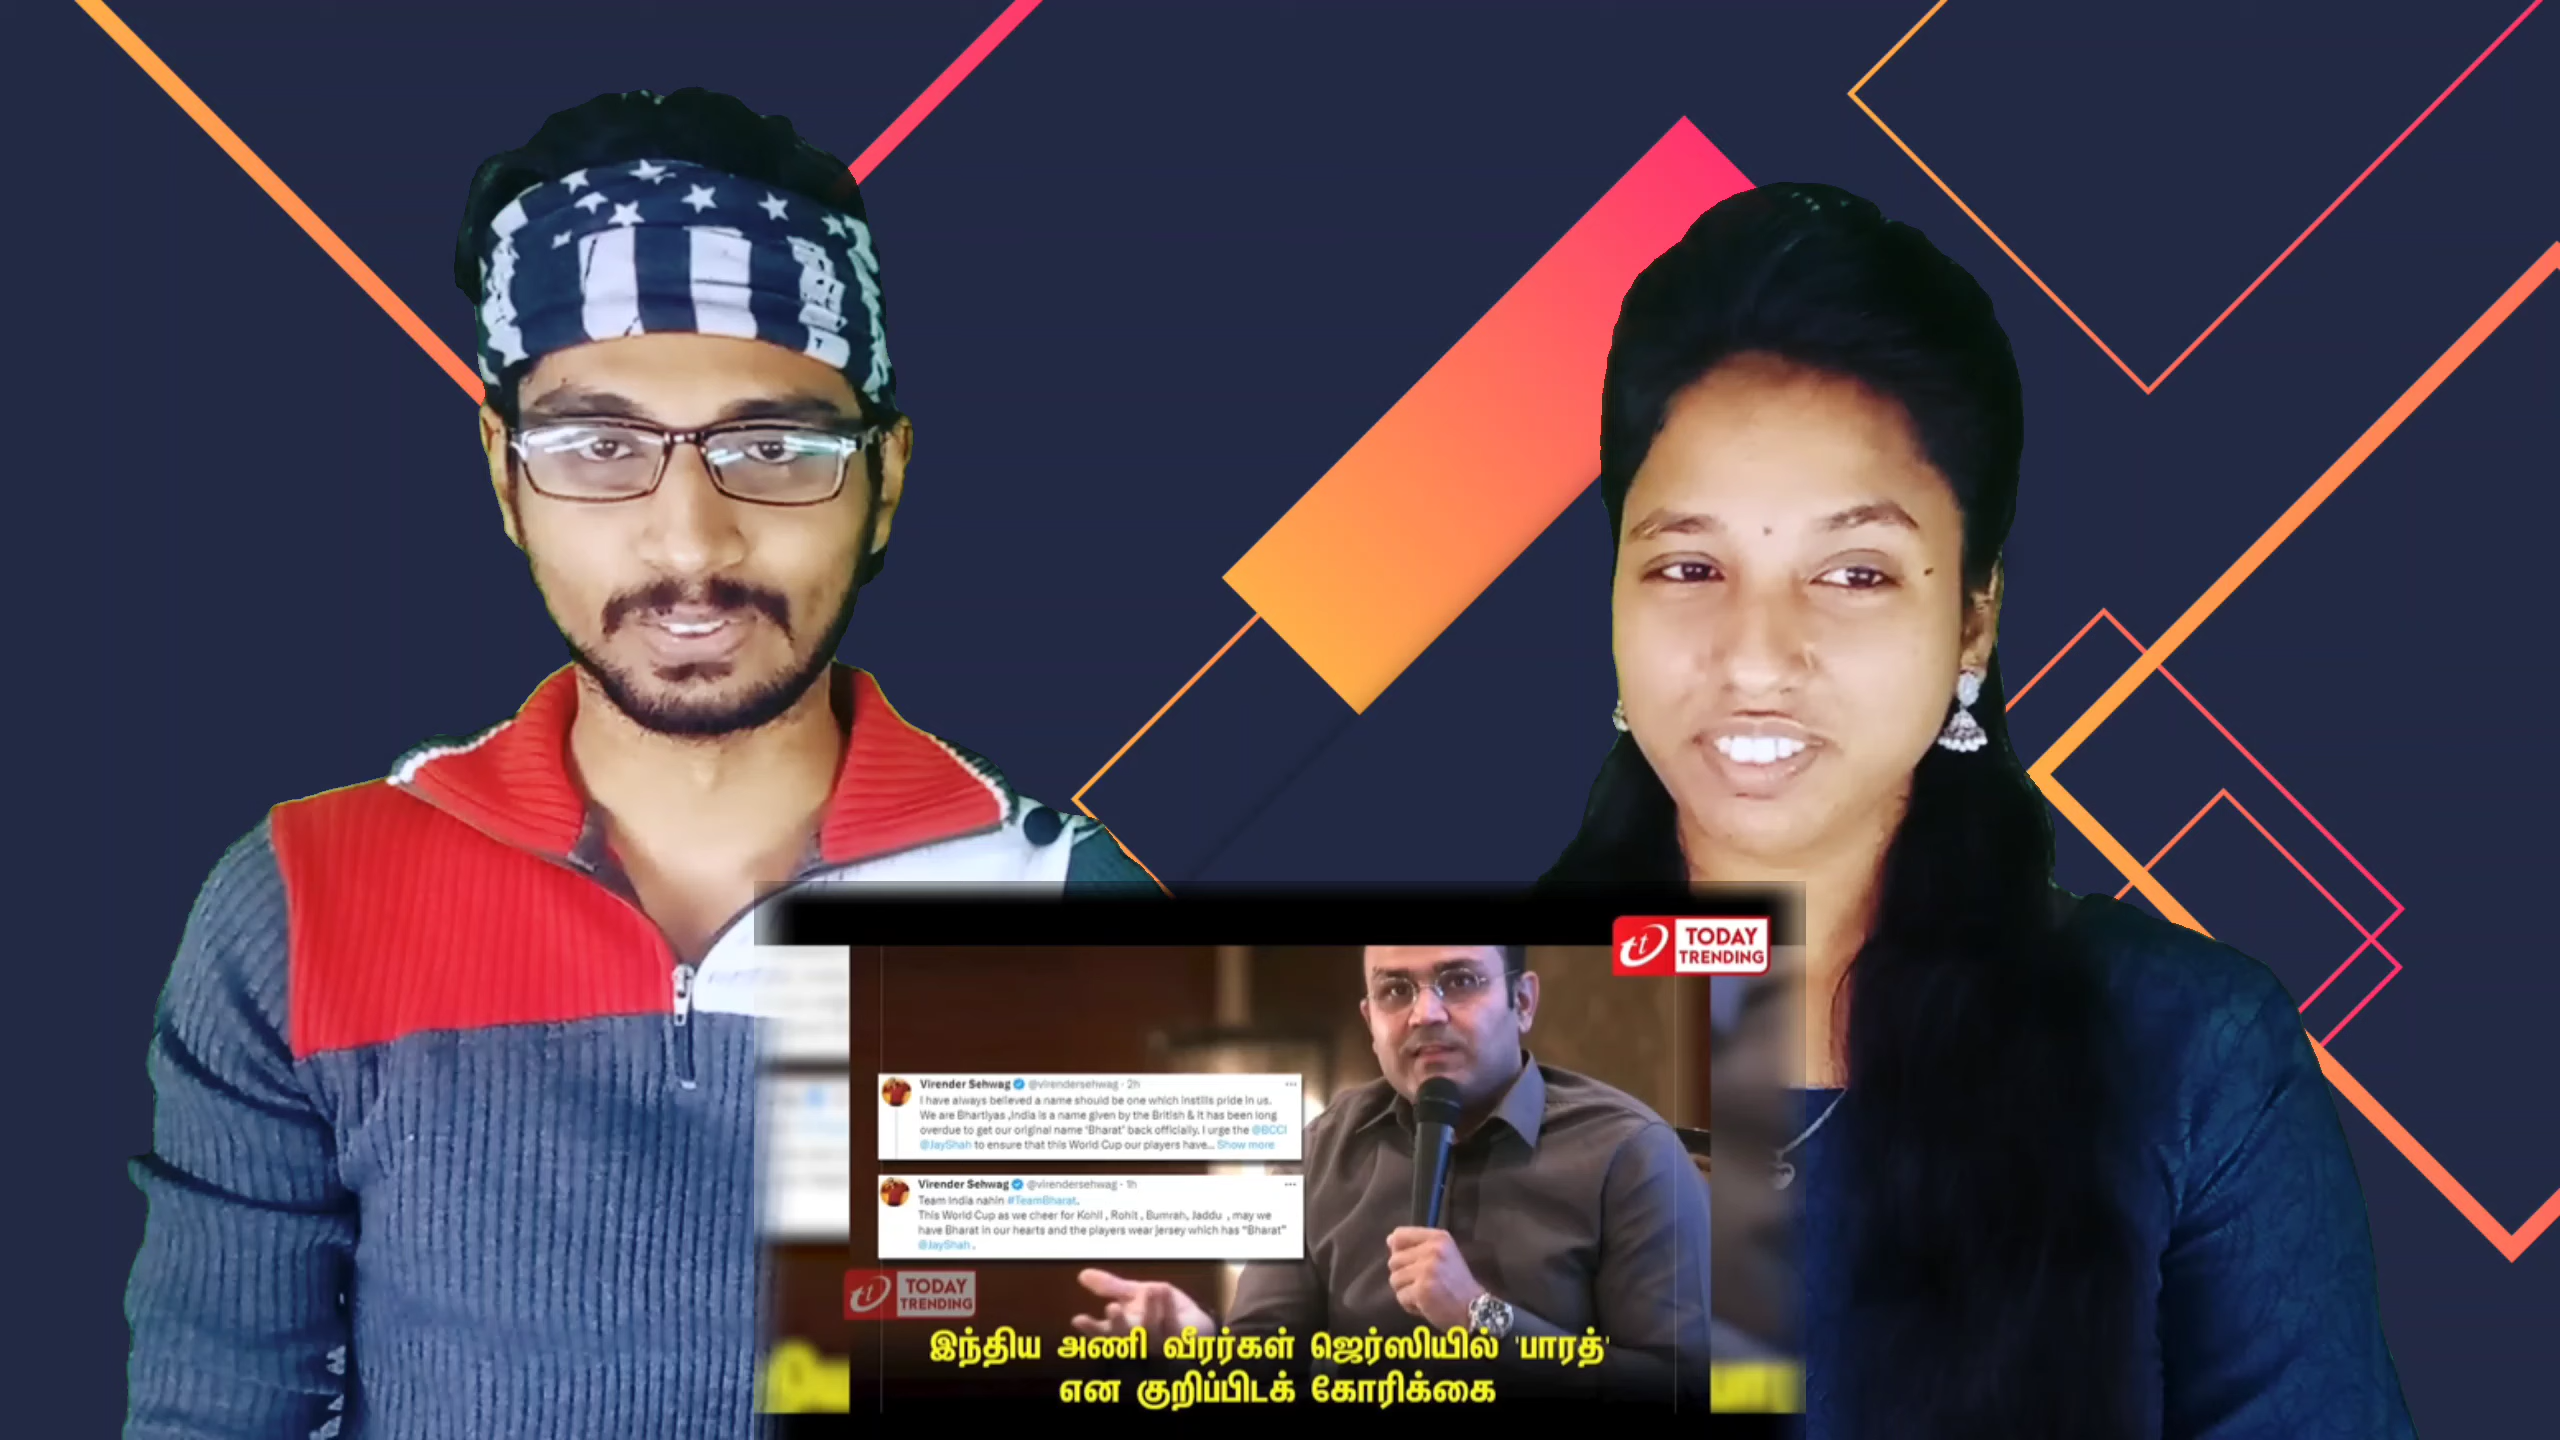 TODAY
TRENDING
Virender Sehwag @virendersehwag · 2h
I have always believed a name should be one which instills pride in us.
We are Bhartiyas ,India is a name given by the British & it has been long
overdue to get our original name 'Bharat' back officially. I urge the @BCCI
@JayShah to ensure that this World Cup our players have... Show more
Virender Sehwag @virendersehwag · 1h
Team India nahin #TeamBharat.
This World Cup as we cheer for Kohli , Rohit , Bumrah, Jaddu , may we
have Bharat in our hearts and the players wear jersey which has "Bharat"
@JayShah .
TODAY
TRENDING
இந்திய அணி வீரர்கள் ஜெர்ஸியில் 'பாரத்'
என குறிப்பிடக் கோரிக்கை